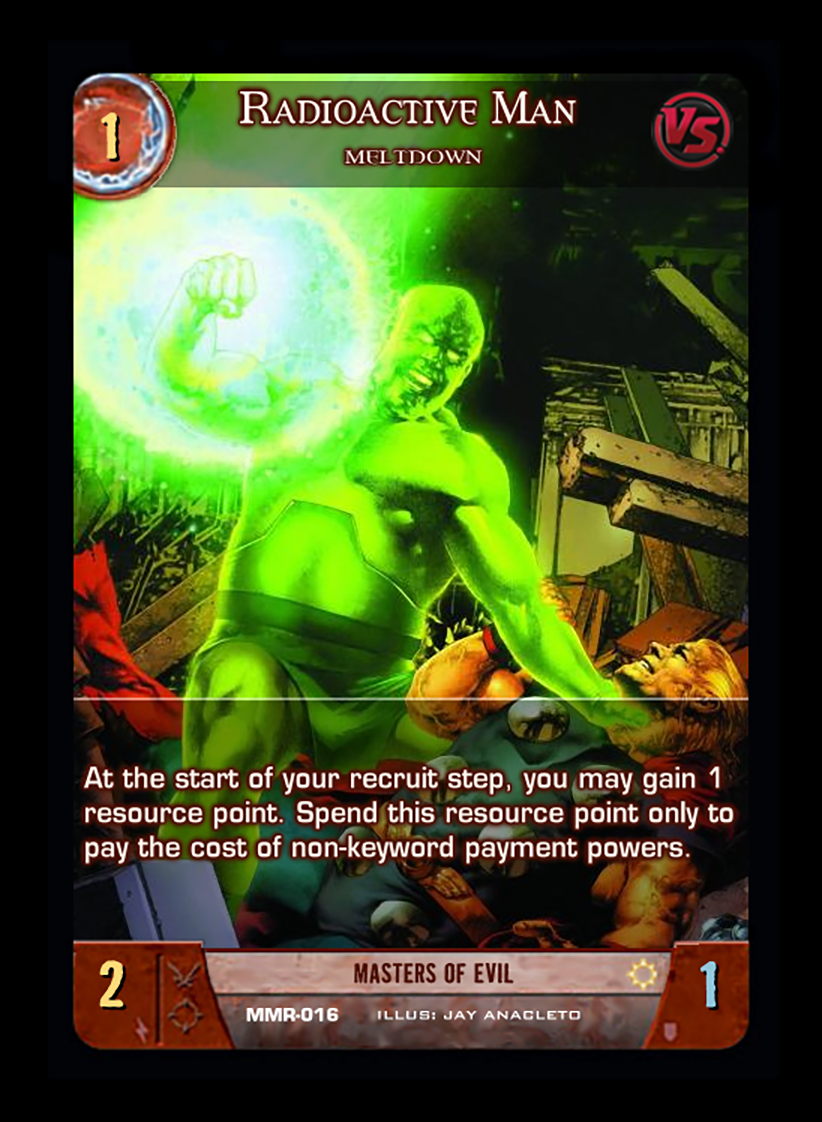 1
Radioactive Man
VS.
MELTDOWN
At the start of your recruit step, you may gain 1
resource point. Spend this resource point only to
pay the cost of non-keyword payment powers.
2
MASTERS OF EVIL
1
MMR-016 ILLUS: JAY ANACLETO